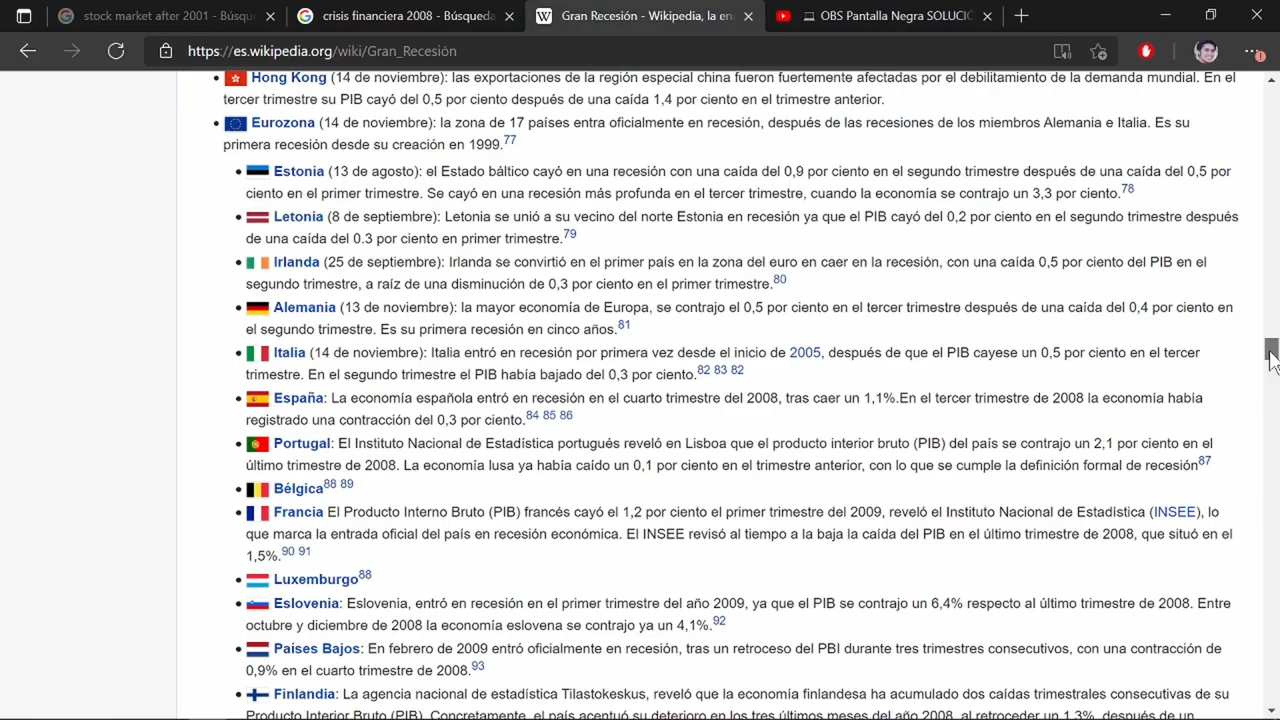 stock market after 2001 - Búsqu
crisis financiera 2008 - Búsqueda
Gran Recesión - Wikipedia, la en
OBS Pantalla Negra SOLUCIÓ
https://es.wikipedia.org/wiki/Gran_Recesión
Hong Kong (14 de noviembre): las exportaciones de la región especial china fueron fuertemente afectadas por el debilitamiento de la demanda mundial. En el
tercer trimestre su PIB cayó del 0,5 por ciento después de una caída 1,4 por ciento en el trimestre anterior.
Eurozona (14 de noviembre): la zona de 17 países entra oficialmente en recesión, después de las recesiones de los miembros Alemania e Italia. Es su
primera recesión desde su creación en 1999.77
Estonia (13 de agosto): el Estado báltico cayó en una recesión con una caída del 0,9 por ciento en el segundo trimestre después de una caída del 0,5 por
ciento en el primer trimestre. Se cayó en una recesión más profunda en el tercer trimestre, cuando la economía se contrajo un 3,3 por ciento.78
Letonia (8 de septiembre): Letonia se unió a su vecino del norte Estonia en recesión ya que el PIB cayó del 0,2 por ciento en el segundo trimestre después
de una caída del 0.3 por ciento en primer trimestre.79
Irlanda (25 de septiembre): Irlanda se convirtió en el primer país en la zona del euro en caer en la recesión, con una caída 0,5 por ciento del PIB en el
segundo trimestre, a raíz de una disminución de 0,3 por ciento en el primer trimestre.80
Alemania (13 de noviembre): la mayor economía de Europa, se contrajo el 0,5 por ciento en el tercer trimestre después de una caída del 0,4 por ciento en
el segundo trimestre. Es su primera recesión en cinco años.81
Italia (14 de noviembre): Italia entró en recesión por primera vez desde el inicio de 2005, después de que el PIB cayese un 0,5 por ciento en el tercer
trimestre. En el segundo trimestre el PIB había bajado del 0,3 por ciento.82 83 82
España: La economía española entró en recesión en el cuarto trimestre del 2008, tras caer un 1,1%.En el tercer trimestre de 2008 la economía había
registrado una contracción del 0,3 por ciento.84 85 86
Portugal: El Instituto Nacional de Estadística portugués reveló en Lisboa que el producto interior bruto (PIB) del país se contrajo un 2,1 por ciento en el
último trimestre de 2008. La economía lusa ya había caído un 0,1 por ciento en el trimestre anterior, con lo que se cumple la definición formal de recesión87
Bélgica88 89
Francia El Producto Interno Bruto (PIB) francés cayó el 1,2 por ciento el primer trimestre del 2009, reveló el Instituto Nacional de Estadística (INSEE), lo
que marca la entrada oficial del país en recesión económica. El INSEE revisó al tiempo a la baja la caída del PIB en el último trimestre de 2008, que situó en el
1,5%.90 91
Luxemburgo88
Eslovenia: Eslovenia, entró en recesión en el primer trimestre del año 2009, ya que el PIB se contrajo un 6,4% respecto al último trimestre de 2008. Entre
octubre y diciembre de 2008 la economía eslovena se contrajo ya un 4,1%.92
Países Bajos: En febrero de 2009 entró oficialmente en recesión, tras un retroceso del PBI durante tres trimestres consecutivos, con una contracción de
0,9% en el cuarto trimestre de 2008.93
Finlandia: La agencia nacional de estadística Tilastokeskus, reveló que la economía finlandesa ha acumulado dos caídas trimestrales consecutivas de su
Producto Interior Bruto (PIB). Concretamente, el país acentuó su deterioro en los tres últimos meses del año 2008, al retroceder un 1,3%, después de un